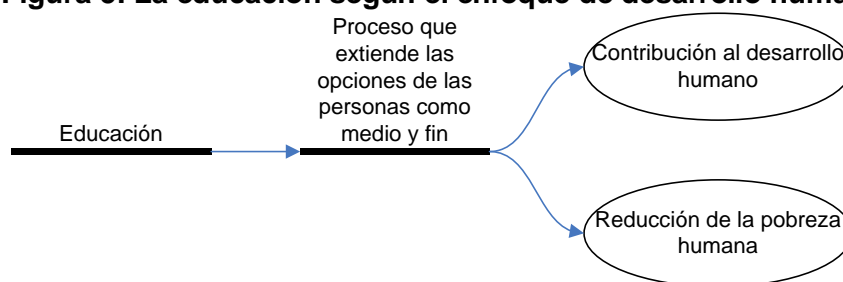 Figura La educación según el enfoque de desarrollo huma
Proceso que
extiende las
opciones de las
personas como
medio y fin
Educación
Contribución al desarrollo
humano
Reducción de la pobreza
humana